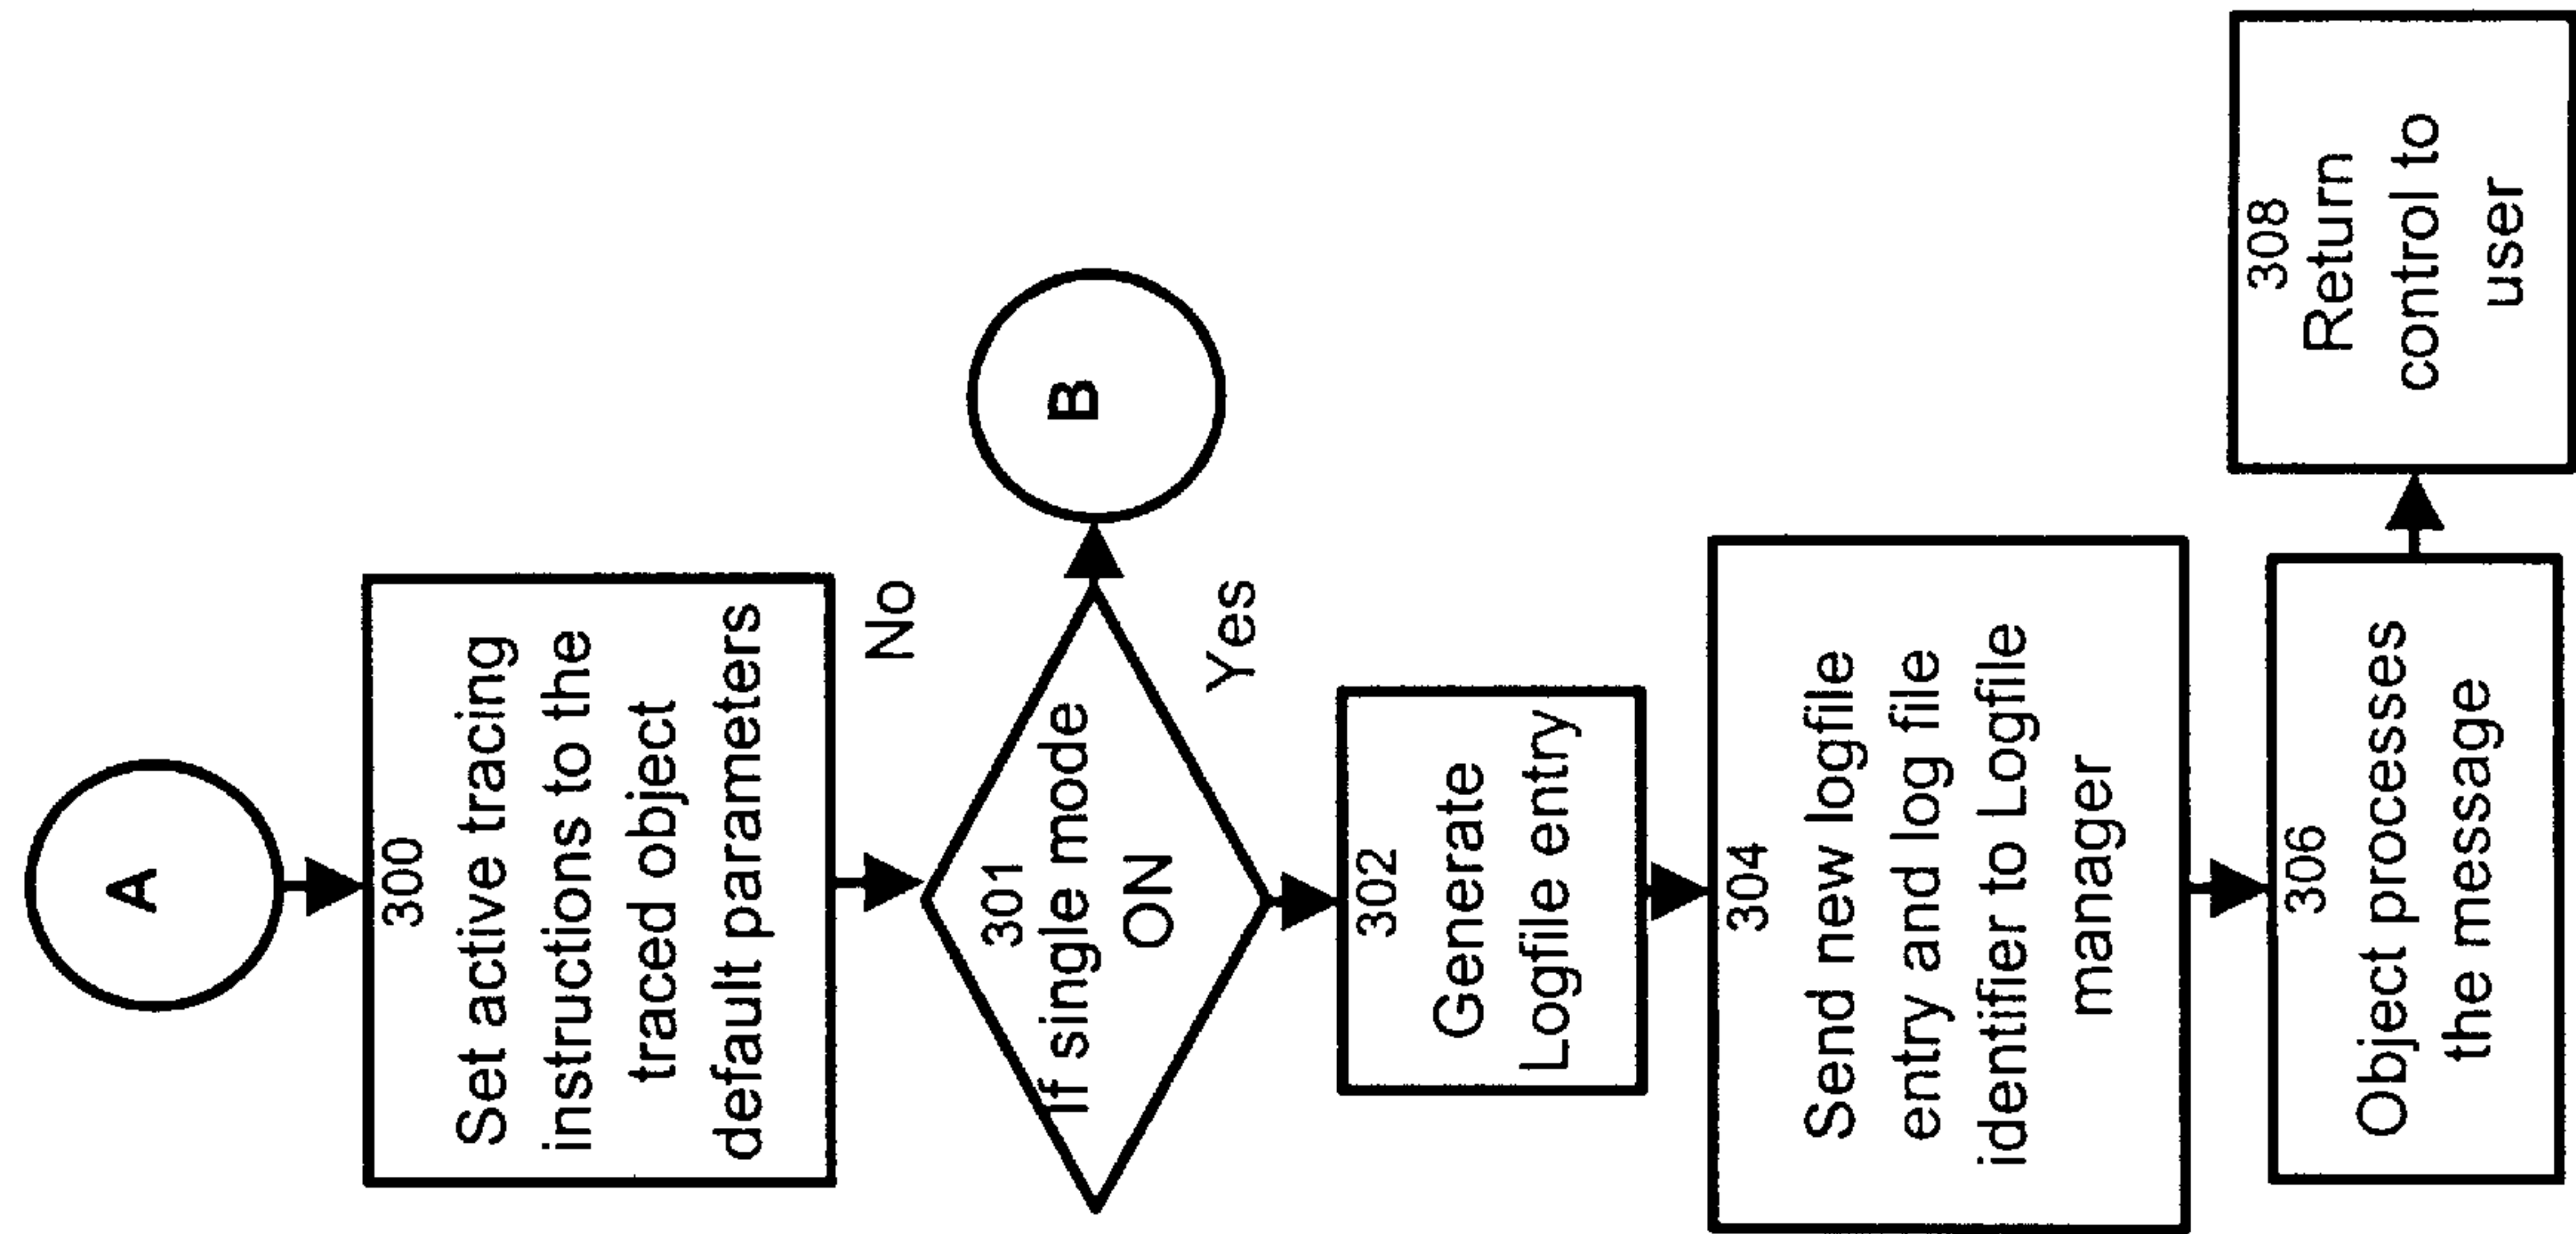 A
300
Set active tracing
instructions to the
traced object
default parameters
No
301
If single mode
ON
B
Yes
302
Generate
Logfile entry
304
Send new logfile
entry and log file
identifier to Logfile
manager
306
Object processes
the message
308
Return
control to
user